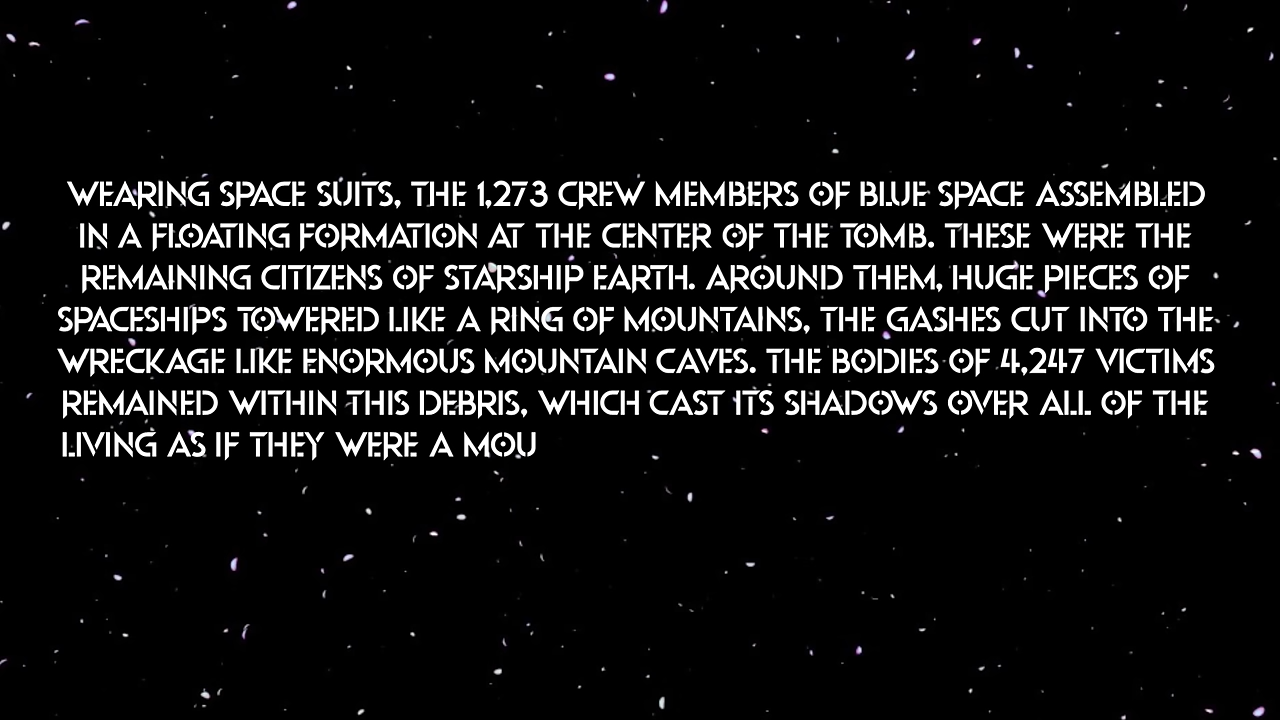 WEARING SPACE SUITS, THE 1,273 CREW MEMBERS OF BLUE SPACE ASSEMBLED
IN A FLOATING FORMATION AT THE CENTER OF THE TOMB. THESE WERE THE
REMAINING CITIZENS OF STARSHIP EARTH. AROUND THEM, HUGE PIECES OF
SPACESHIPS TOWERED LIKE A RING OF MOUNTAINS, THE GASHES CUT INTO THE
WRECKAGE LIKE ENORMOUS MOUNTAIN CAVES. THE BODIES OF 4,247 VICTIMS
REMAINED WITHIN THIS DEBRIS, WHICH CAST ITS SHADOWS OVER ALL OF THE
LIVING AS IF THEY WERE A MOU